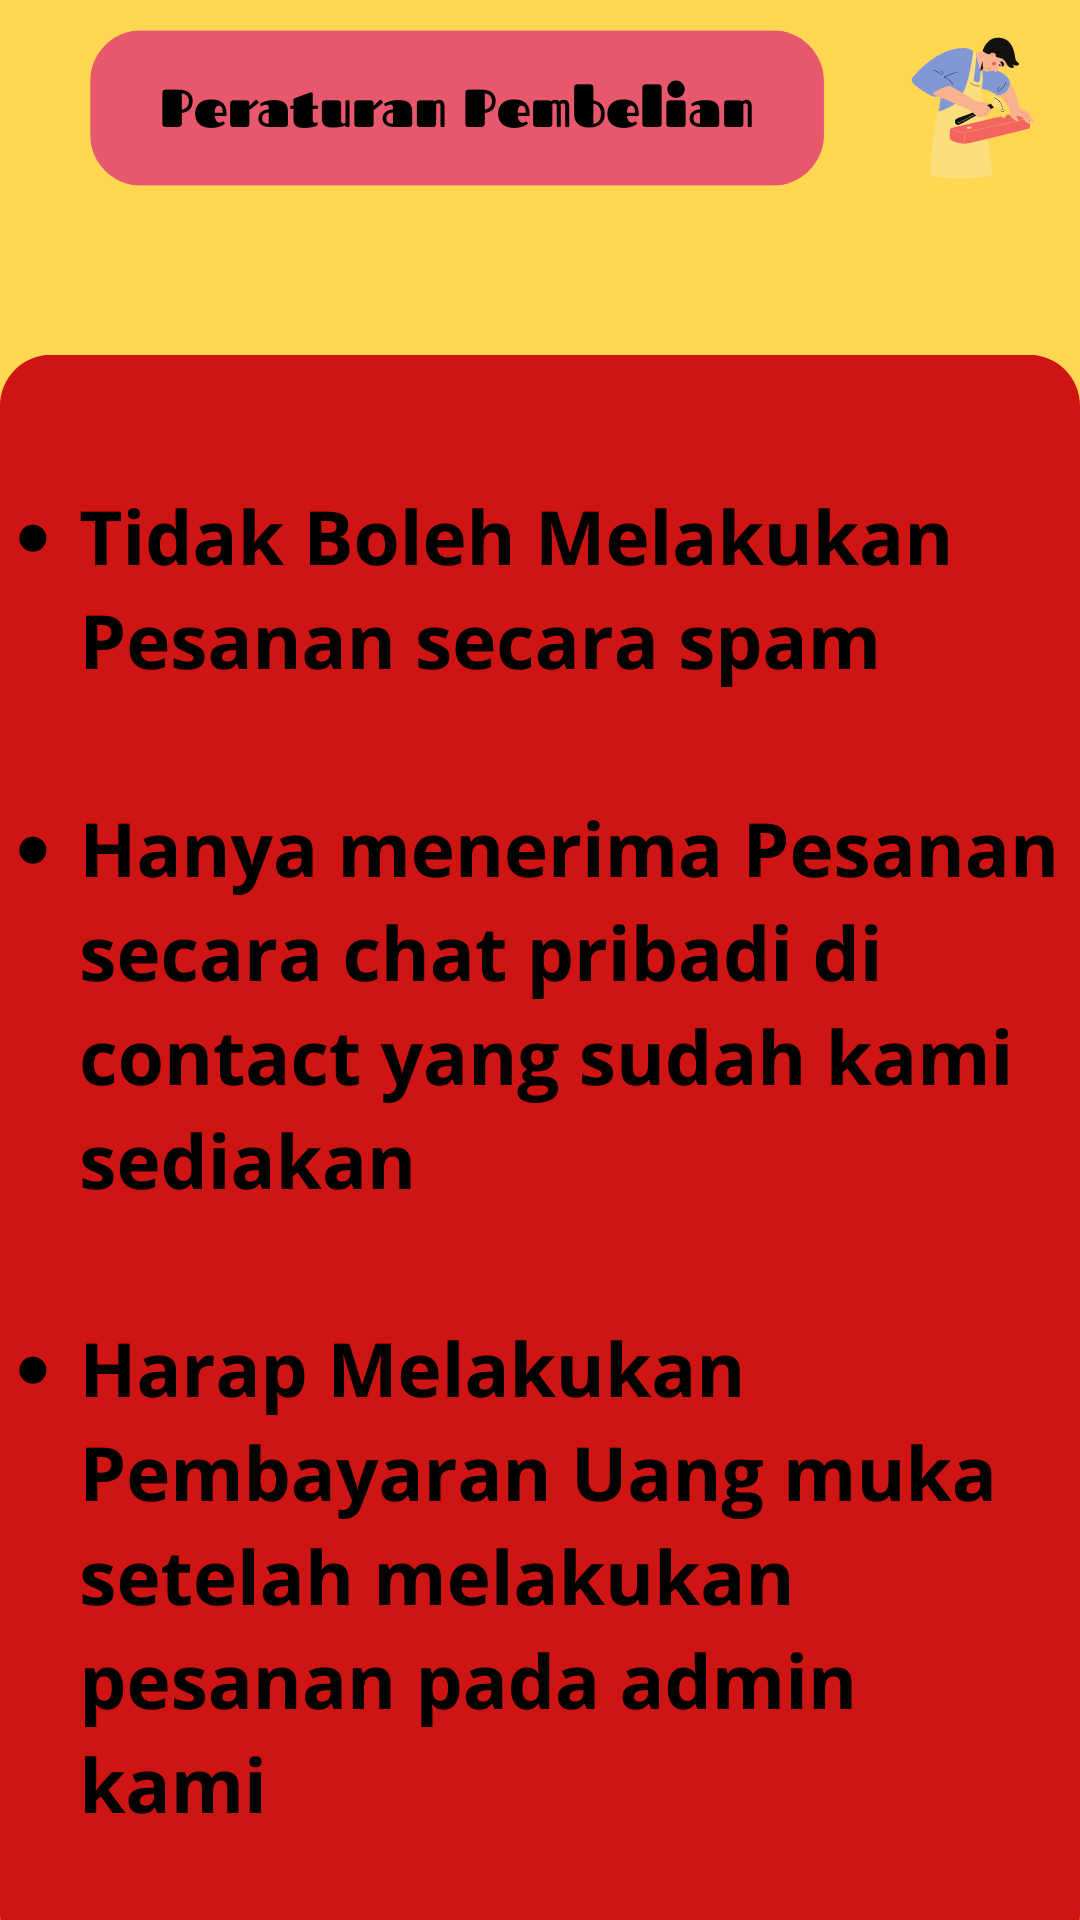 Peraturan Pembelian
• Tidak Boleh Melakukan
Pesanan secara spam
• Hanya menerima Pesanan
secara chat pribadi di
contact yang sudah kami
sediakan
• Harap Melakukan
Pembayaran Uang muka
setelah melakukan
pesanan pada admin
kami